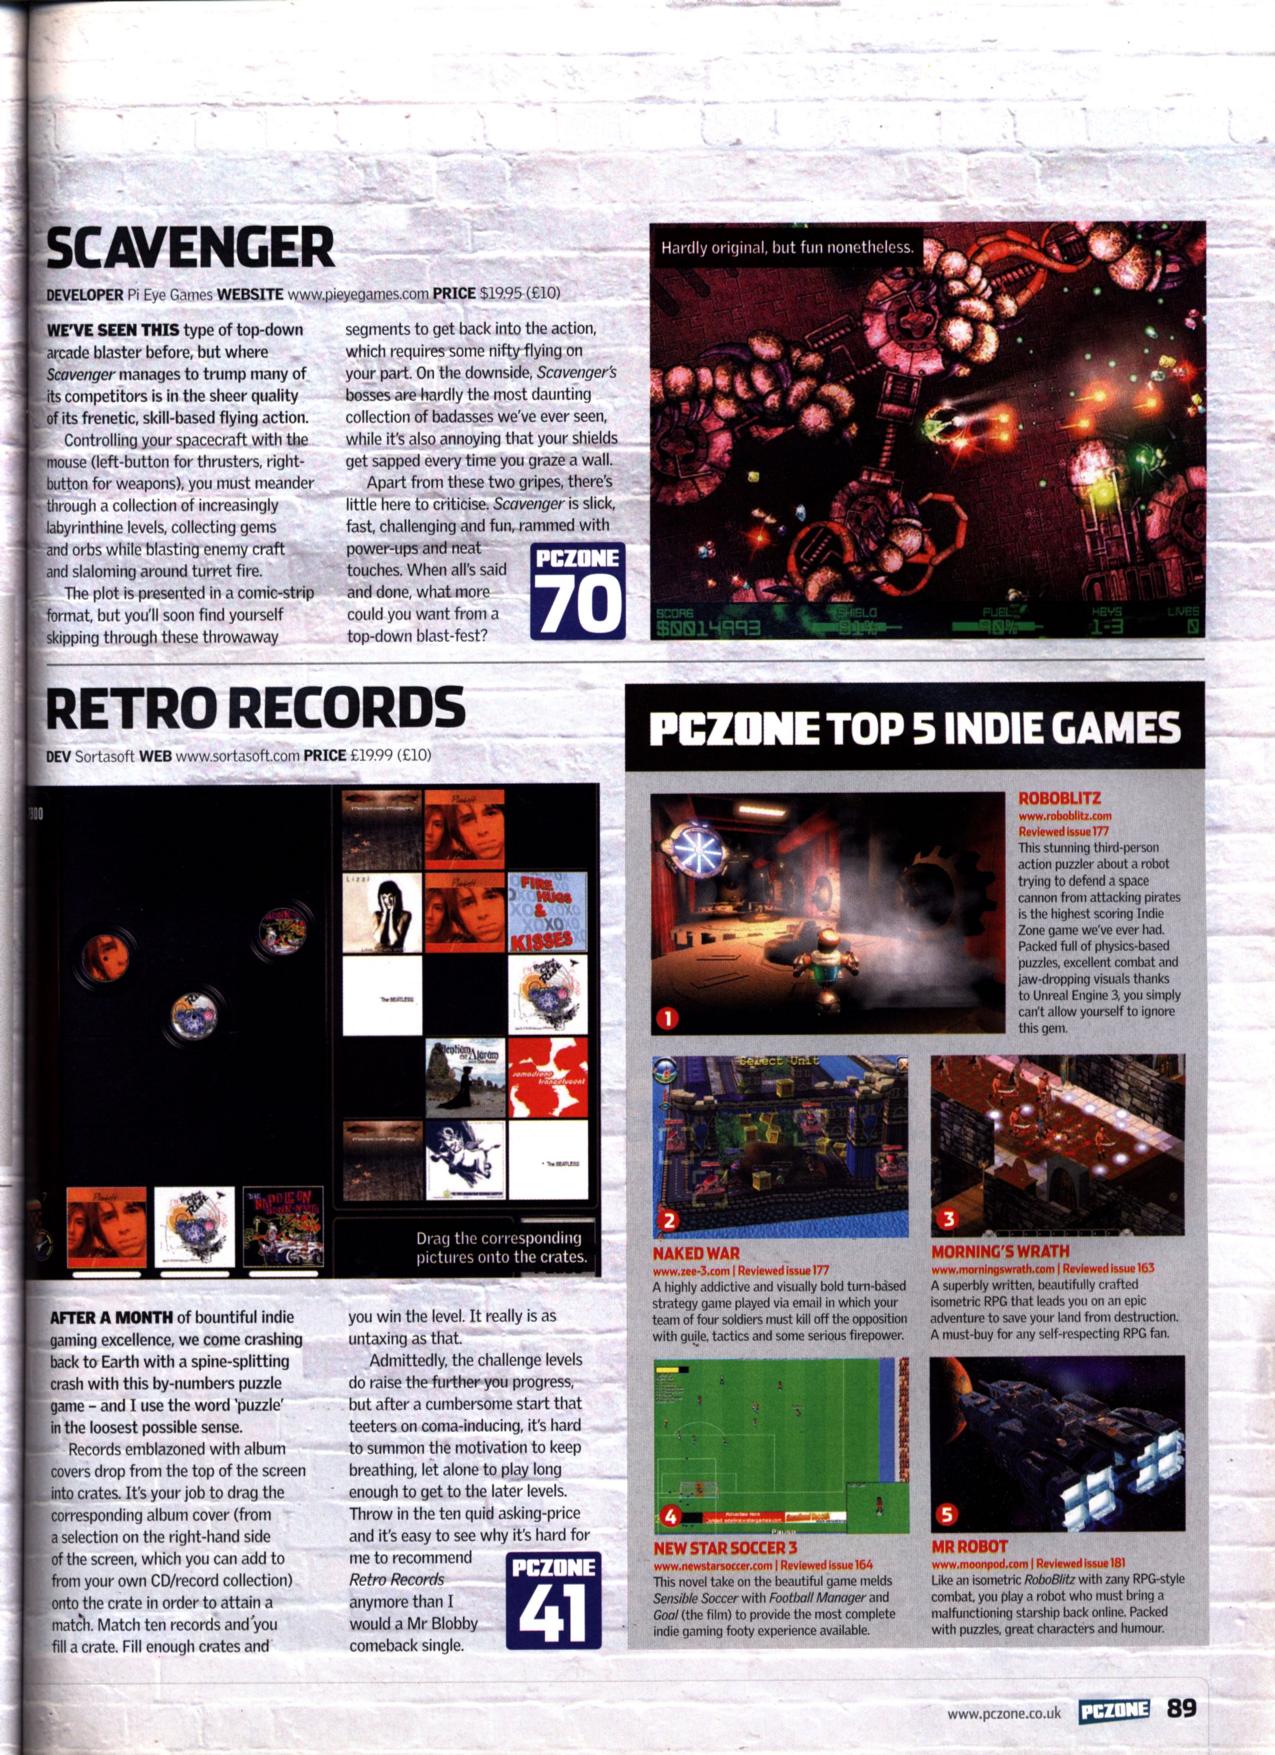 SCAVENGER
DEVELOPER Pi Eye Games WEBSITE www.pieyegames.com PRICE $19.95 (£10)
WE'VE SEEN THIS type of top-down
arcade blaster before, but where
Scavenger manages to trump many of
its competitors is in the sheer quality
of its frenetic, skill-based flying action.
Controlling your spacecraft with the
mouse (left-button for thrusters, right-
button for weapons), you must meander
through a collection of increasingly
labyrinthine levels, collecting gems
and orbs while blasting enemy craft
and slaloming around turret fire.
The plot is presented in a comic-strip
format, but you'll soon find yourself
skipping through these throwaway
segments to get back into the action,
which requires some nifty flying on
your part. On the downside, Scavenger's
bosses are hardly the most daunting
collection of badasses we've ever seen,
while it's also annoying that your shields
get sapped every time you graze a wall.
Apart from these two gripes, there's
little here to criticise. Scavenger is slick,
fast, challenging and fun, rammed with
power-ups and neat
touches. When all's said
and done, what more
could you want from a
top-down blast-fest?
PCZONE
70
Hardly original, but fun nonetheless.
SCORE
$0014993
SHIELD
91%
FUEL
90%
KEYS
1-3
LIVES
0
RETRO RECORDS
DEV Sortasoft WEB www.sortasoft.com PRICE £19.99 (£10)
Lizzi
FIRE
HUGS
&
KISSES
The BEATLESS
The BEATLESS
Drag the corresponding
pictures onto the crates.
AFTER A MONTH of bountiful indie
gaming excellence, we come crashing
back to Earth with a spine-splitting
crash with this by-numbers puzzle
game – and I use the word 'puzzle'
in the loosest possible sense.
Records emblazoned with album
covers drop from the top of the screen
into crates. It's your job to drag the
corresponding album cover (from
a selection on the right-hand side
of the screen, which you can add to
from your own CD/record collection)
onto the crate in order to attain a
match. Match ten records and you
fill a crate. Fill enough crates and
you win the level. It really is as
untaxing as that.
Admittedly, the challenge levels
do raise the further you progress,
but after a cumbersome start that
teeters on coma-inducing, it's hard
to summon the motivation to keep
breathing, let alone to play long
enough to get to the later levels.
Throw in the ten quid asking-price
and it's easy to see why it's hard for
me to recommend
Retro Records
anymore than I
would a Mr Blobby
comeback single.
PCZONE
41
PCZONE TOP 5 INDIE GAMES
1
ROBOBLITZ
www.roboblitz.com
Reviewed issue 177
This stunning third-person
action puzzler about a robot
trying to defend a space
cannon from attacking pirates
is the highest scoring Indie
Zone game we've ever had.
Packed full of physics-based
puzzles, excellent combat and
jaw-dropping visuals thanks
to Unreal Engine 3, you simply
can't allow yourself to ignore
this gem.
Select Unit
2
NAKED WAR
www.zee-3.com | Reviewed issue 177
A highly addictive and visually bold turn-based
strategy game played via email in which your
team of four soldiers must kill off the opposition
with guile, tactics and some serious firepower.
3
MORNING'S WRATH
www.morningswrath.com | Reviewed issue 163
A superbly written, beautifully crafted
isometric RPG that leads you on an epic
adventure to save your land from destruction.
A must-buy for any self-respecting RPG fan.
4
Pause
NEW STAR SOCCER 3
www.newstarsoccer.com | Reviewed issue 164
This novel take on the beautiful game melds
Sensible Soccer with Football Manager and
Goal (the film) to provide the most complete
indie gaming footy experience available.
5
MR ROBOT
www.moonpod.com | Reviewed issue 181
Like an isometric RoboBlitz with zany RPG-style
combat, you play a robot who must bring a
malfunctioning starship back online. Packed
with puzzles, great characters and humour.
www.pczone.co.uk PCZONE 89